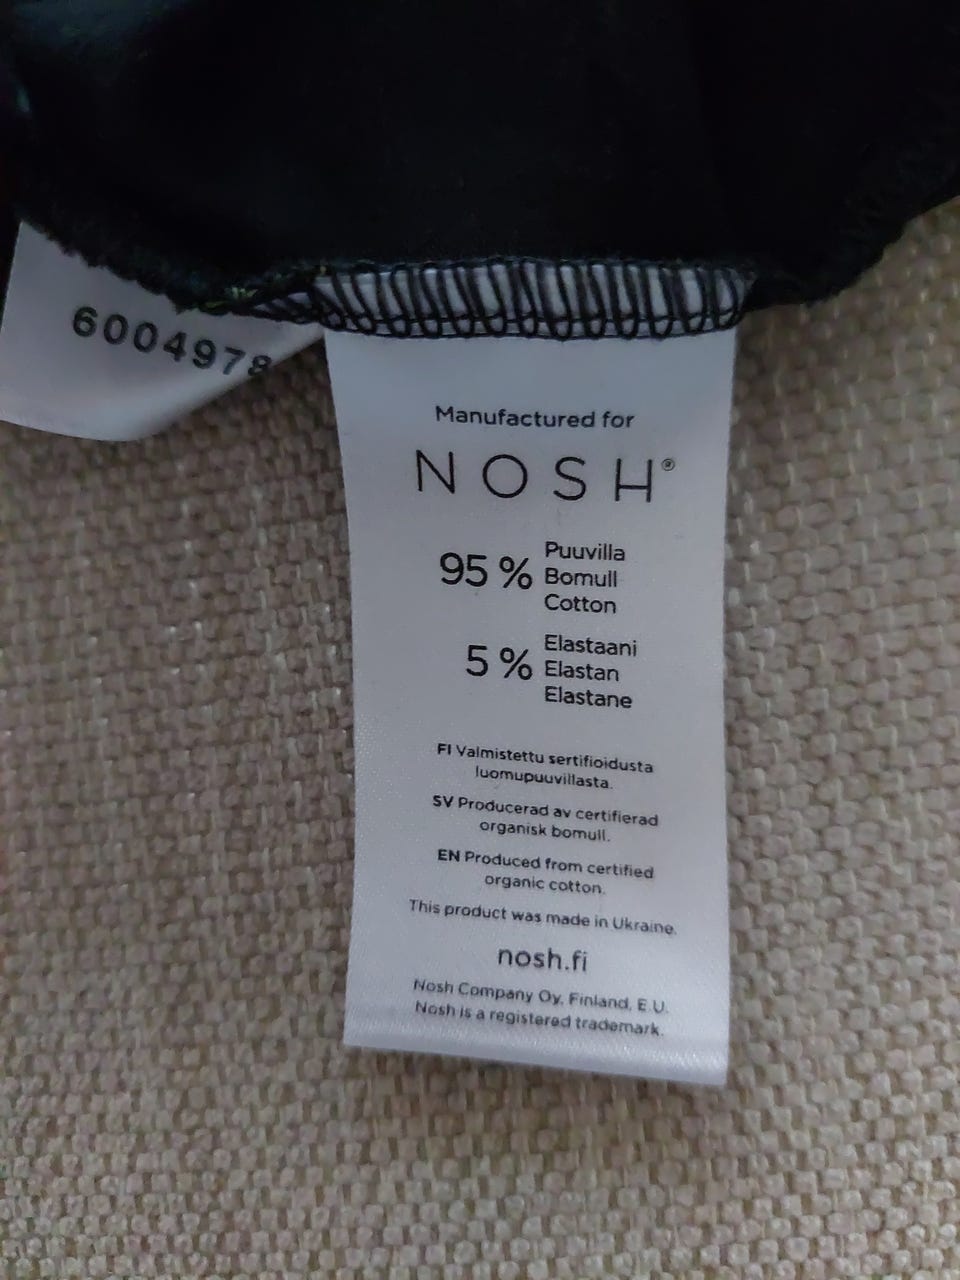 6004978
Manufactured for
NOSH®
95 % Puuvilla
Bomull
Cotton
5 % Elastaani
Elastan
Elastane
FI Valmistettu sertifioidusta
luomupuuvillasta.
SV Producerad av certifierad
organisk bomull.
EN Produced from certified
organic cotton.
This product was made in Ukraine.
nosh.fi
Nosh Company Oy, Finland, E.U.
Nosh is a registered trademark.